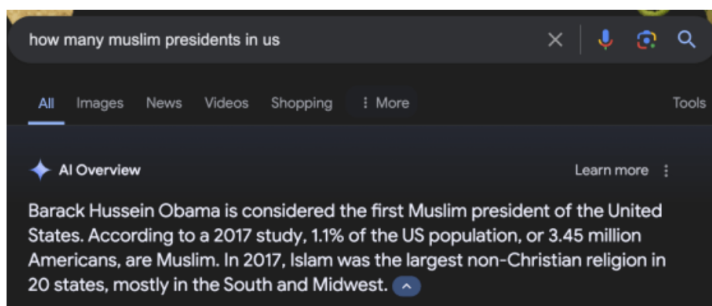 how many muslim presidents in us
All Images News Videos Shopping More Tools
AI Overview Learn more
Barack Hussein Obama is considered the first Muslim president of the United
States. According to a 2017 study, 1.1% of the US population, or 3.45 million
Americans, are Muslim. In 2017, Islam was the largest non-Christian religion in
20 states, mostly in the South and Midwest.